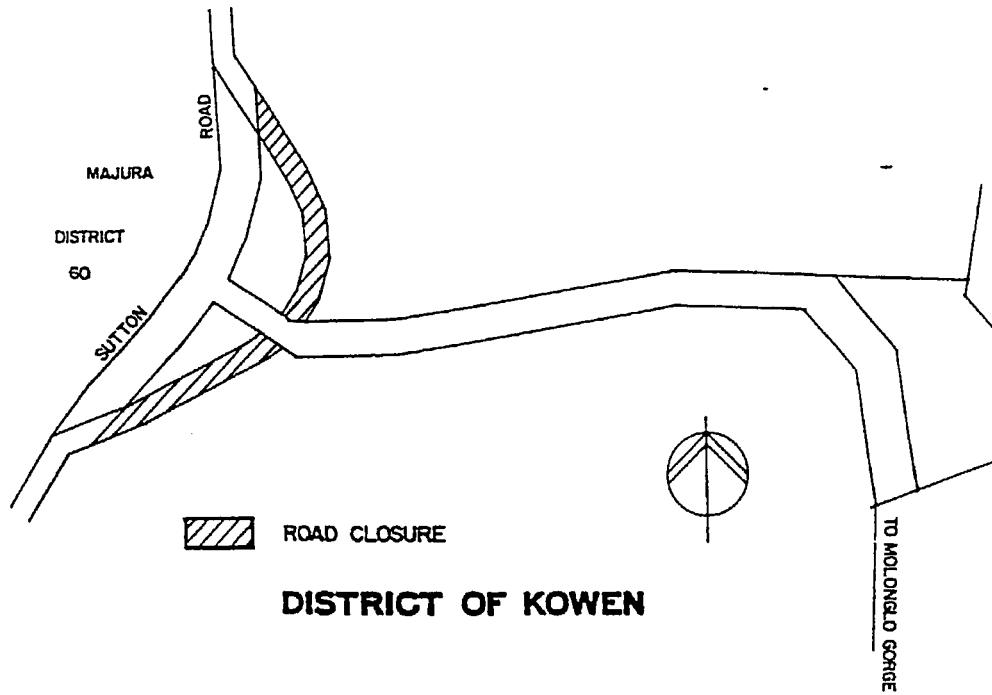 ROAD
MAJURA
DISTRICT
60
SUTTON
ROAD CLOSURE
DISTRICT OF KOWEN
TO MOLONGLO GORGE